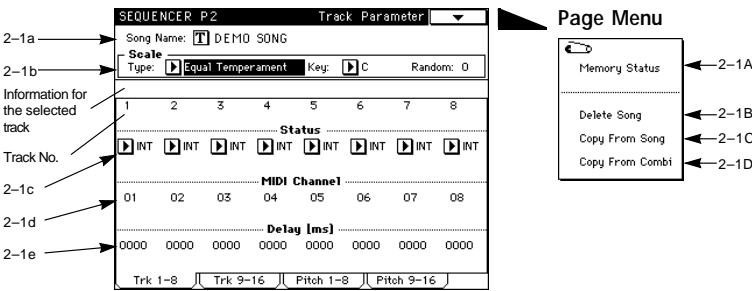 SEQUENCER P2 Track Parameter
2–1a
Song Name: T DEMO SONG
Scale
2–1b
Type: Equal Temperament Key: C Random: 0
Information for
the selected
track
1 2 3 4 5 6 7 8
Track No.
Status
INT INT INT INT INT INT INT INT
2–1c
MIDI Channel
01 02 03 04 05 06 07 08
2–1d
Delay [ms]
0000 0000 0000 0000 0000 0000 0000 0000
2–1e
Trk 1-8 Trk 9-16 Pitch 1-8 Pitch 9-16
Page Menu
Memory Status 2–1A
Delete Song 2–1B
Copy From Song 2–1C
Copy From Combi 2–1D